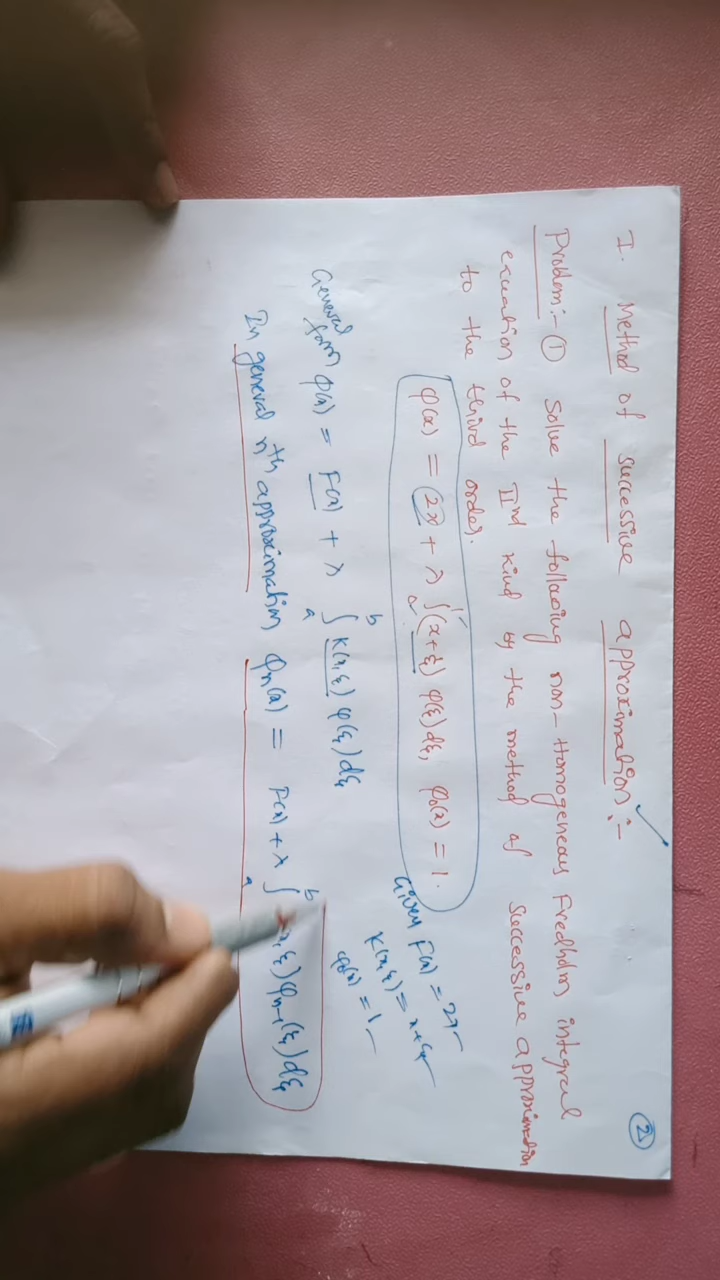 ②
I. Method of successive approximation:-
Problem:- ① Solve the following non-Homogeneous Fredholm integral
equation of the IInd kind by the method of successive approximation
to the third order.
φ(x) = 2x + λ ∫₀¹ (x+ξ) φ(ξ)dξ, φ₀(x) = 1.
Given F(x) = 2x
K(x,ξ) = x+ξ
φ₀(x) = 1
General form φ(x) = F(x) + λ ∫ₐᵇ K(x,ξ) φ(ξ)dξ
In general nth approximation φn(x) = F(x) + λ ∫ₐᵇ x,ξ) φn-1(ξ)dξ